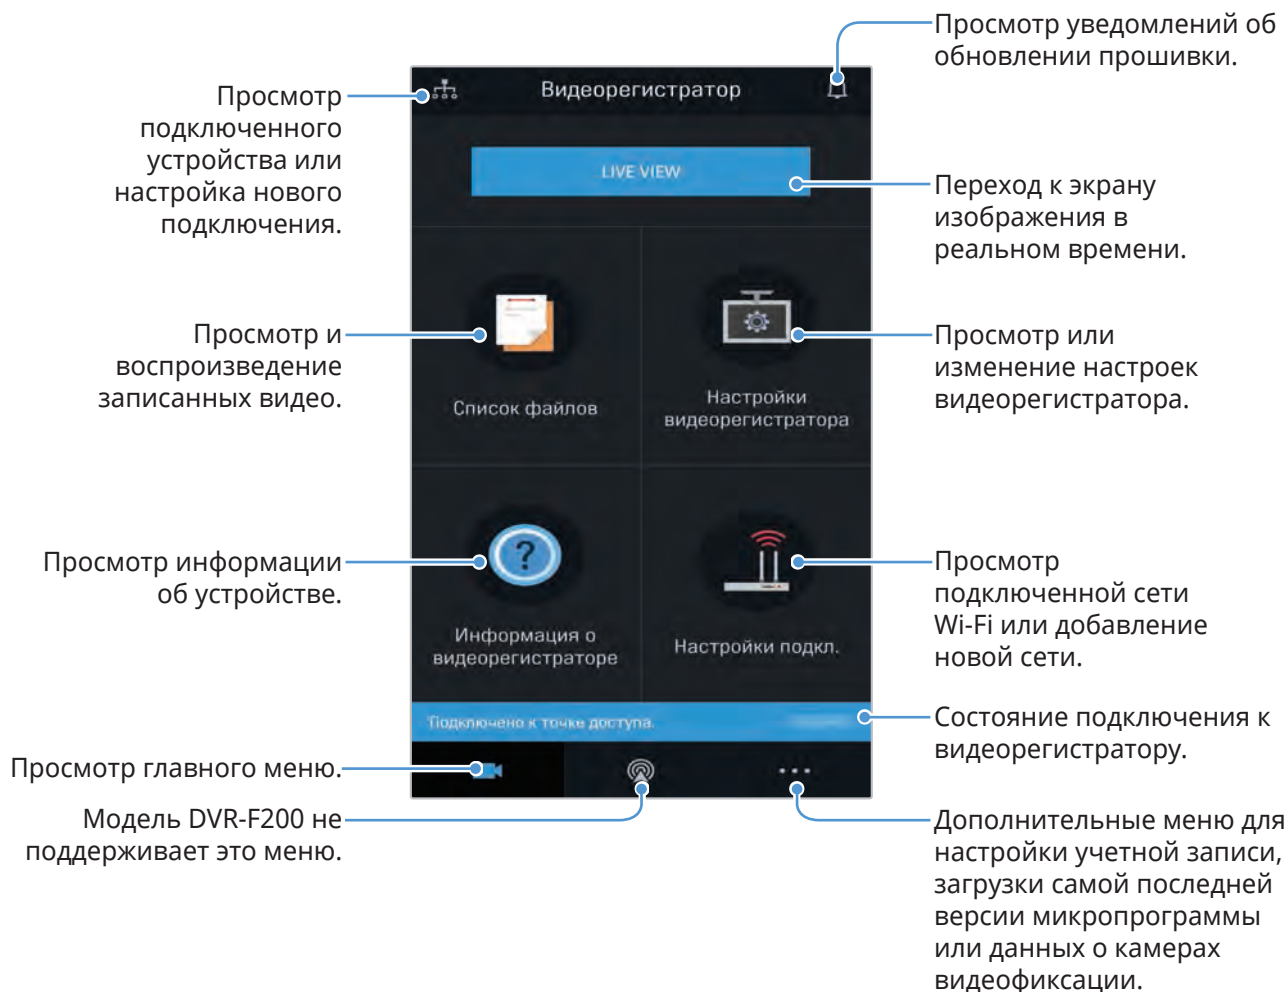 Просмотр уведомлений об
обновлении прошивки.
Видеорегистратор
Просмотр
подключенного
устройства или
настройка нового
подключения.
LIVE VIEW
Переход к экрану
изображения в
реальном времени.
Просмотр и
воспроизведение
записанных видео.
Список файлов
Настройки
видеорегистратора
Просмотр или
изменение настроек
видеорегистратора.
Просмотр информации
об устройстве.
?
Информация о
видеорегистраторе
Настройки подкл.
Просмотр
подключенной сети
Wi-Fi или добавление
новой сети.
Подключено к точке доступа.
Состояние подключения к
видеорегистратору.
Просмотр главного меню.
Модель DVR-F200 не
поддерживает это меню.
Дополнительные меню для
настройки учетной записи,
загрузки самой последней
версии микропрограммы
или данных о камерах
видеофиксации.